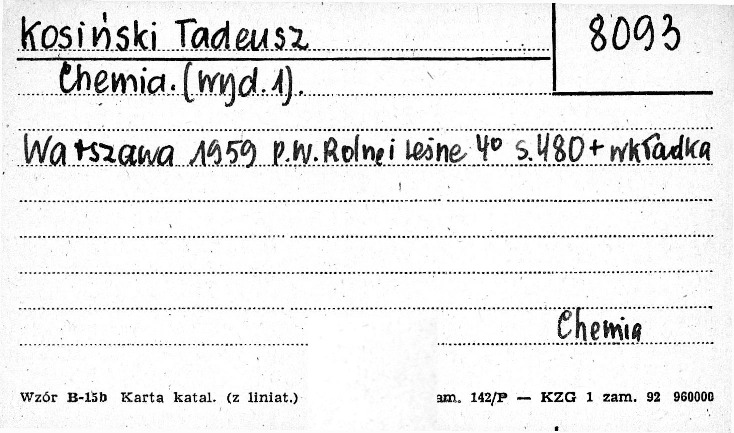 Kosiński Tadeusz
8093
Chemia. (wyd. 1).
Warszawa 1959 P.W. Rolne i Leśne 4° s. 480 + wkładka
Chemia
Wzór B-15b Karta katal. (z liniat.)
am. 142/P — KZG 1 zam. 92 960000